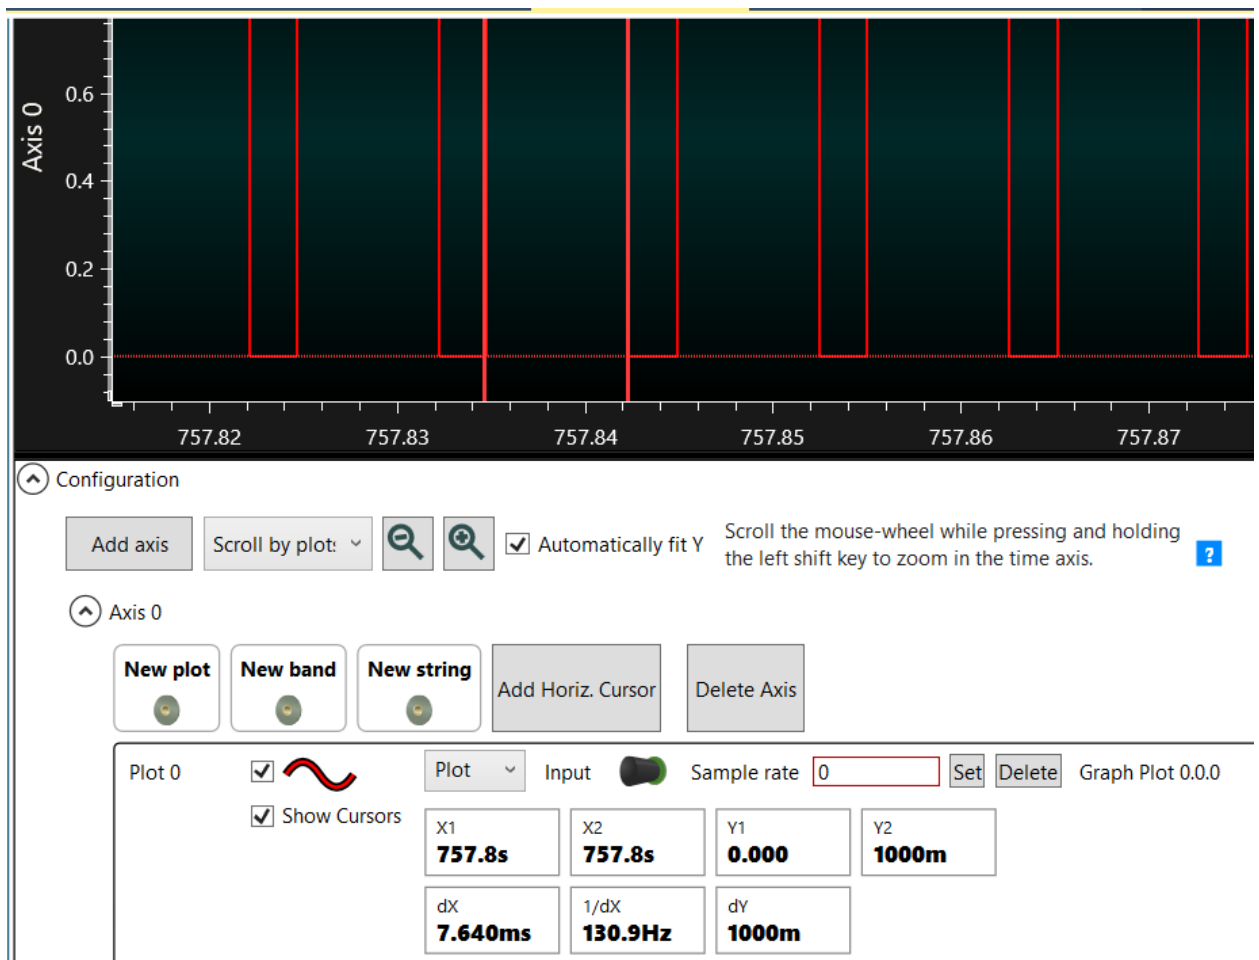 Axis 0
0.6
0.4
0.2
0.0
757.82 757.83 757.84 757.85 757.86 757.87
Configuration
Add axis Scroll by plot: Automatically fit Y Scroll the mouse-wheel while pressing and holding
the left shift key to zoom in the time axis. ?
Axis 0
New plot New band New string Add Horiz. Cursor Delete Axis
Plot 0 Plot Input Sample rate 0 Set Delete Graph Plot 0.0.0
Show Cursors
X1 X2 Y1 Y2
757.8s 757.8s 0.000 1000m
dX 1/dX dY
7.640ms 130.9Hz 1000m